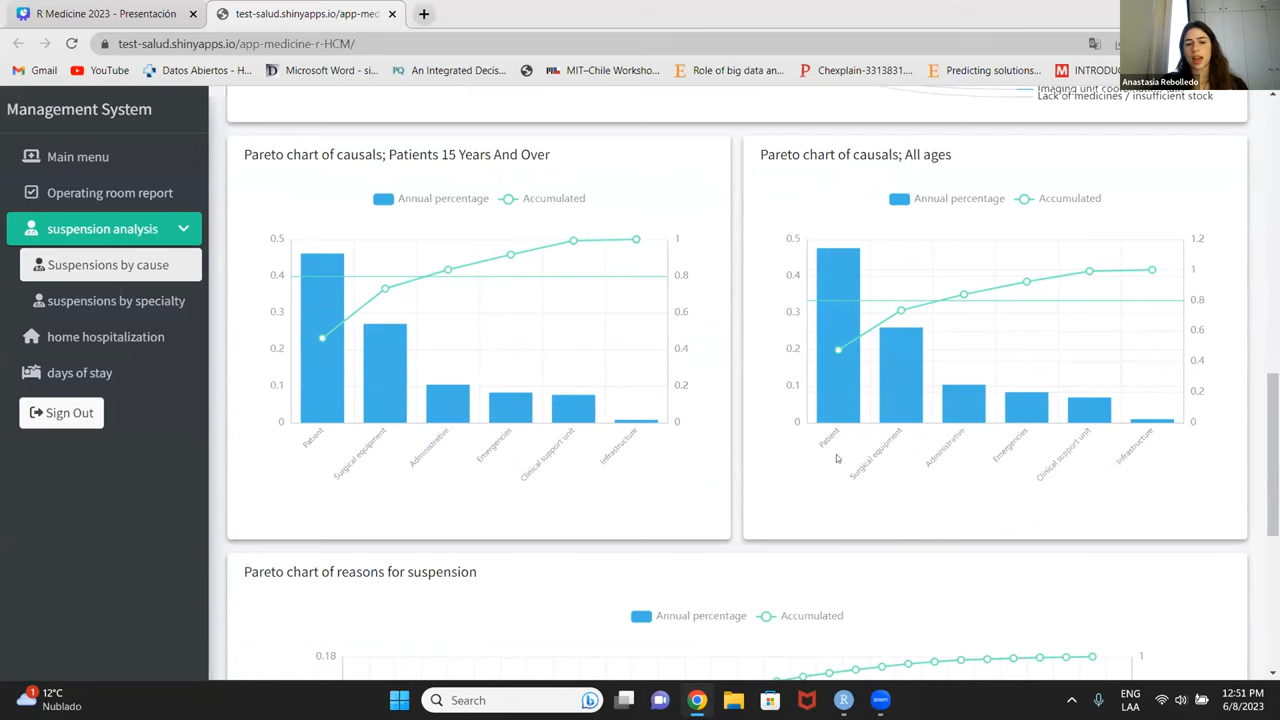 R Medicine 2023 - Presentación
test-salud.shinyapps.io/app-med
test-salud.shinyapps.io/app-medicine-r-HCM/
Gmail
YouTube
Datos Abiertos - H...
Microsoft Word - si...
PQ An Integrated Decis...
MIT–Chile Worksho...
Role of big data an...
Chexplain-3313831....
Predicting solutions...
INTRODU
Anastasia Rebolledo
Management System
Main menu
Operating room report
suspension analysis
Suspensions by cause
suspensions by specialty
home hospitalization
days of stay
Sign Out
Lack of medicines / insufficient stock
Pareto chart of causals; Patients 15 Years And Over
Annual percentage Accumulated
0.5
0.4
0.3
0.2
0.1
0
1
0.8
0.6
0.4
0.2
0
Patient
Surgical equipment
Administrative
Emergencies
Clinical support unit
Infrastructure
Pareto chart of causals; All ages
Annual percentage Accumulated
0.5
0.4
0.3
0.2
0.1
0
1.2
1
0.8
0.6
0.4
0.2
0
Patient
Surgical equipment
Administrative
Emergencies
Clinical support unit
Infrastructure
Pareto chart of reasons for suspension
Annual percentage Accumulated
0.18
1
1
12°C
Nublado
Search
ENG
LAA
12:51 PM
6/8/2023